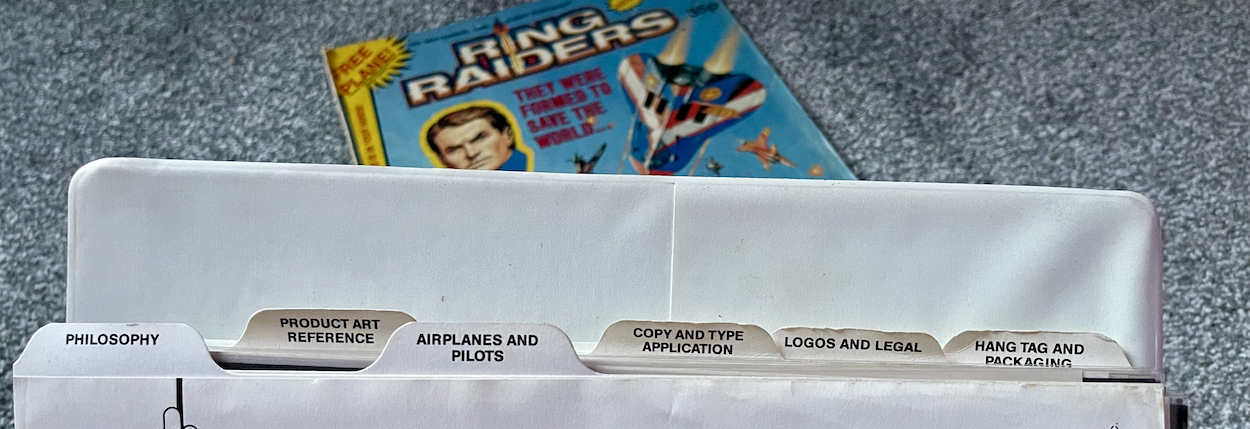 FREE
PLANE!
RING
RAIDERS
35p
THEY WERE
FORMED TO
SAVE THE
WORLD...
PHILOSOPHY
PRODUCT ART
REFERENCE
AIRPLANES AND
PILOTS
COPY AND TYPE
APPLICATION
LOGOS AND LEGAL
HANG TAG AND
PACKAGING